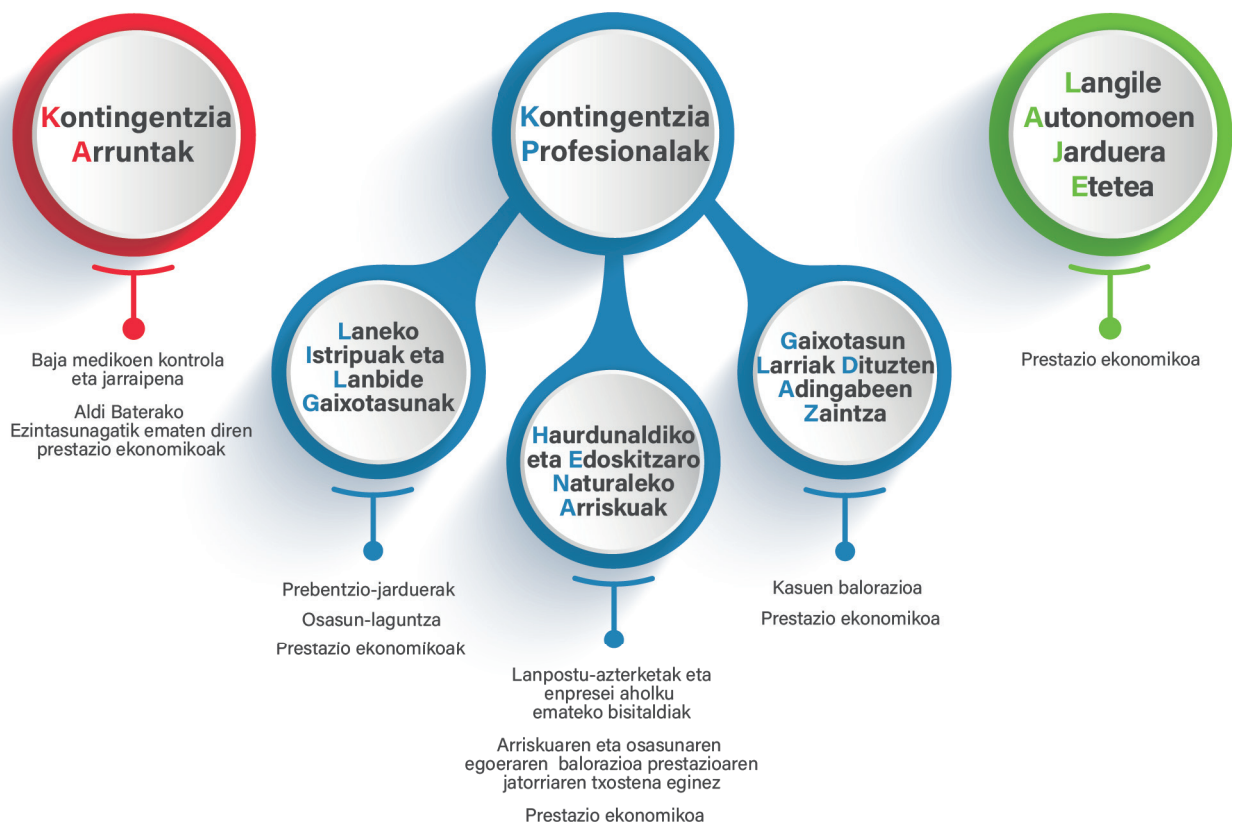 Kontingentzia
Arruntak
Baja medikoen kontrola
eta jarraipena
Aldi Baterako
Ezintasunagatik ematen diren
prestazio ekonomikoak
Kontingentzia
Profesionalak
Laneko
Istripuak eta
Lanbide
Gaixotasunak
Prebentzio-jarduerak
Osasun-laguntza
Prestazio ekonomikoak
Haurdunaldiko
eta Edoskitzaro
Naturaleko
Arriskuak
Lanpostu-azterketak eta
enpresei aholku
emateko bisitaldiak
Arriskuaren eta osasunaren
egoeraren balorazioa prestazioaren
jatorriaren txostena eginez
Prestazio ekonomikoa
Gaixotasun
Larriak Dituzten
Adingabeen
Zaintza
Kasuen balorazioa
Prestazio ekonomikoa
Langile
Autonomoen
Jarduera
Etetea
Prestazio ekonomikoa